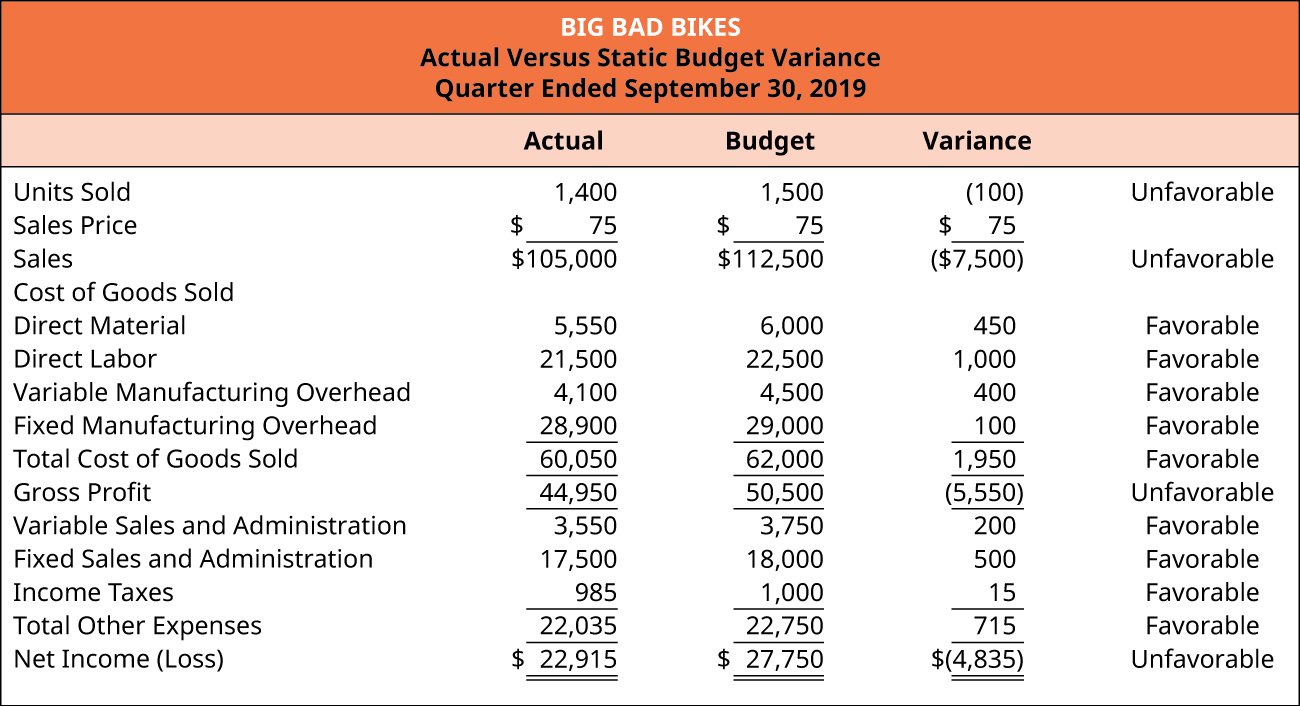 BIG BAD BIKES
Actual Versus Static Budget Variance
Quarter Ended September 30, 2019
Actual Budget Variance
Units Sold 1,400 1,500 (100) Unfavorable
Sales Price $ 75 $ 75 $ 75
Sales $105,000 $112,500 ($7,500) Unfavorable
Cost of Goods Sold
Direct Material 5,550 6,000 450 Favorable
Direct Labor 21,500 22,500 1,000 Favorable
Variable Manufacturing Overhead 4,100 4,500 400 Favorable
Fixed Manufacturing Overhead 28,900 29,000 100 Favorable
Total Cost of Goods Sold 60,050 62,000 1,950 Favorable
Gross Profit 44,950 50,500 (5,550) Unfavorable
Variable Sales and Administration 3,550 3,750 200 Favorable
Fixed Sales and Administration 17,500 18,000 500 Favorable
Income Taxes 985 1,000 15 Favorable
Total Other Expenses 22,035 22,750 715 Favorable
Net Income (Loss) $ 22,915 $ 27,750 $(4,835) Unfavorable